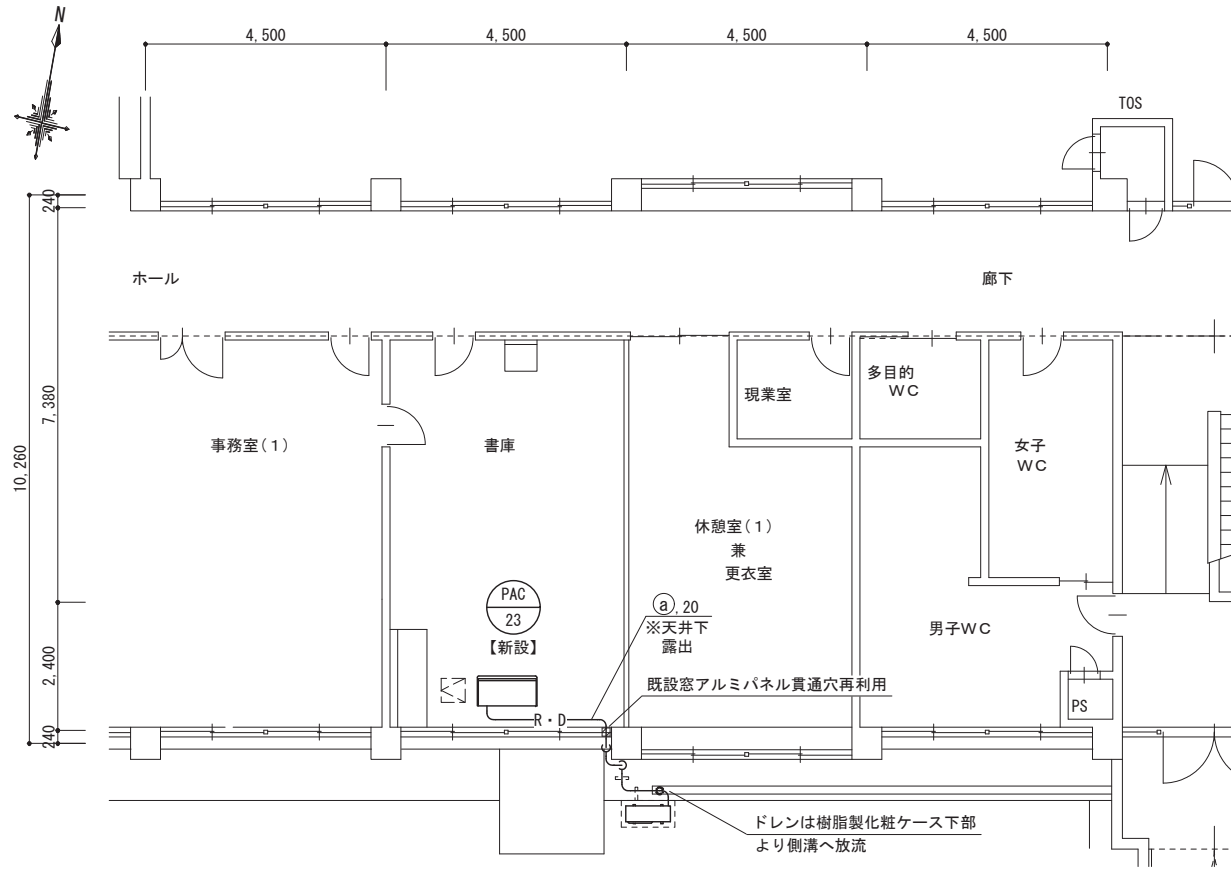 N
4,500
4,500
4,500
4,500
TOS
240
ホール
廊下
7,380
10,260
現業室
多目的
WC
事務室(1)
書庫
女子
WC
休憩室(1)
兼
更衣室
PAC
23
【新設】
ⓐ,20
※天井下
露出
男子WC
2,400
既設窓アルミパネル貫通穴再利用
PS
R・D
240
ドレンは樹脂製化粧ケース下部
より側溝へ放流